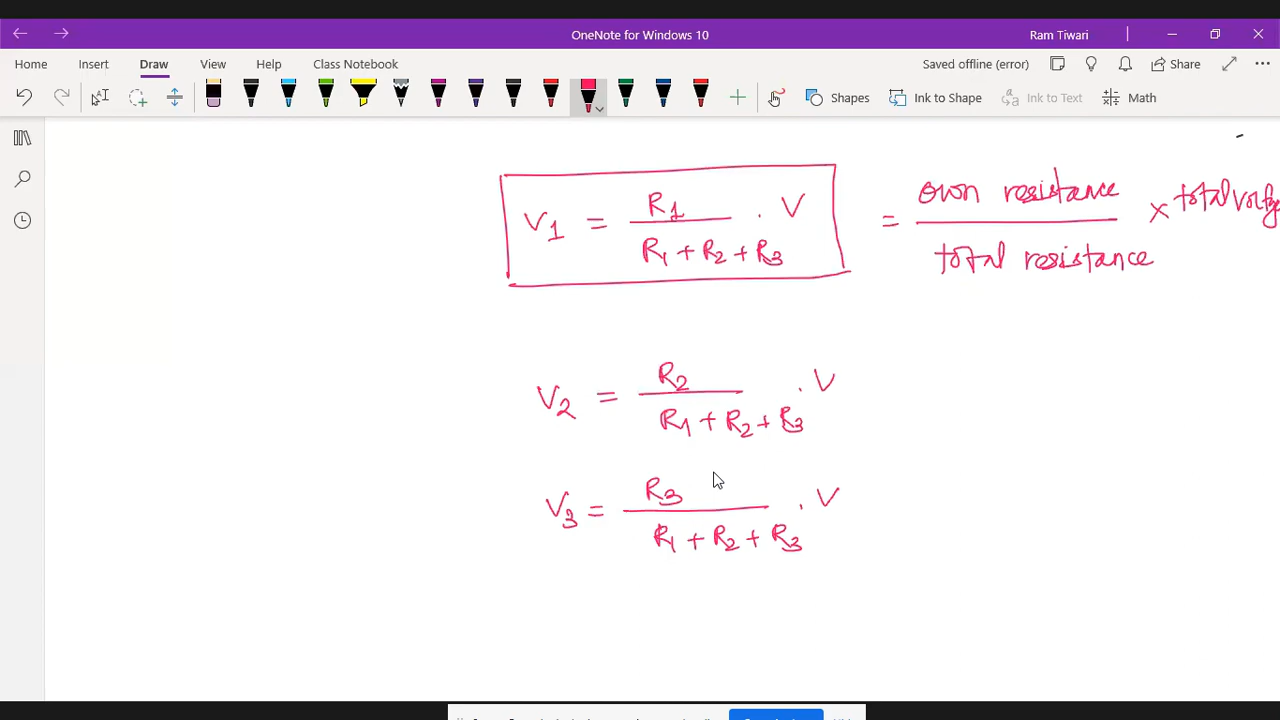 OneNote for Windows 10
Ram Tiwari
Home Insert Draw View Help Class Notebook
Saved offline (error) Share
Shapes Ink to Shape Ink to Text Math
V1 = R1 / (R1 + R2 + R3) . V = own resistance / total resistance × total
V2 = R2 / (R1 + R2 + R3) . V
V3 = R3 / (R1 + R2 + R3) . V